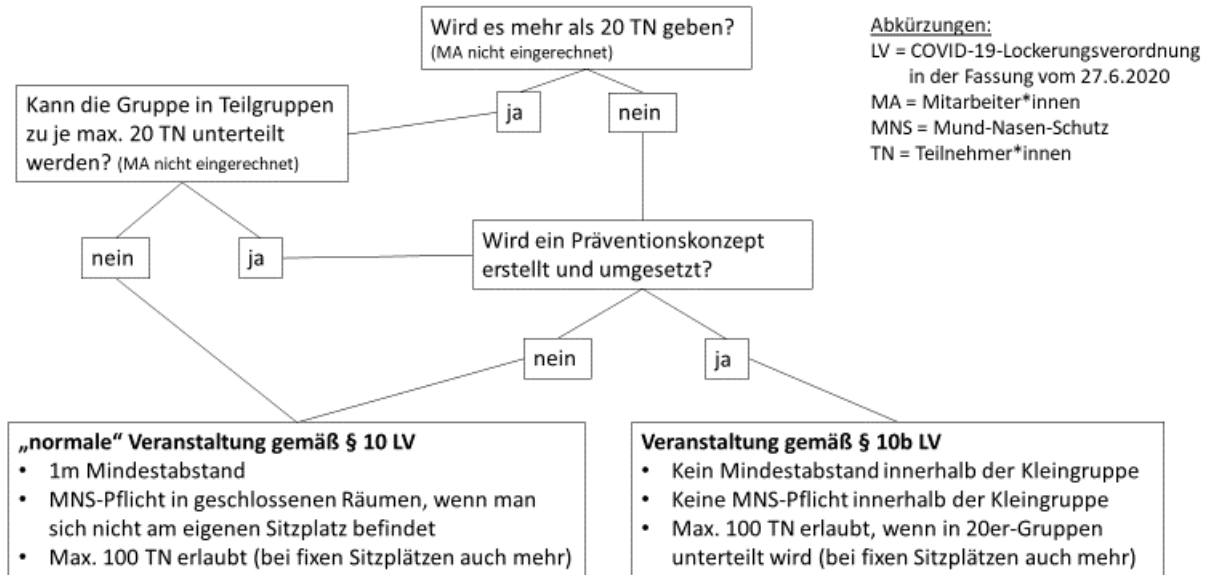 Wird es mehr als 20 TN geben?
(MA nicht eingerechnet)
Abkürzungen:
LV = COVID-19-Lockerungsverordnung
in der Fassung vom 27.6.2020
MA = Mitarbeiter*innen
MNS = Mund-Nasen-Schutz
TN = Teilnehmer*innen
Kann die Gruppe in Teilgruppen
zu je max. 20 TN unterteilt
werden? (MA nicht eingerechnet)
ja
nein
nein
ja
Wird ein Präventionskonzept
erstellt und umgesetzt?
nein
ja
„normale“ Veranstaltung gemäß § 10 LV
• 1m Mindestabstand
• MNS-Pflicht in geschlossenen Räumen, wenn man
sich nicht am eigenen Sitzplatz befindet
• Max. 100 TN erlaubt (bei fixen Sitzplätzen auch mehr)
Veranstaltung gemäß § 10b LV
• Kein Mindestabstand innerhalb der Kleingruppe
• Keine MNS-Pflicht innerhalb der Kleingruppe
• Max. 100 TN erlaubt, wenn in 20er-Gruppen
unterteilt wird (bei fixen Sitzplätzen auch mehr)